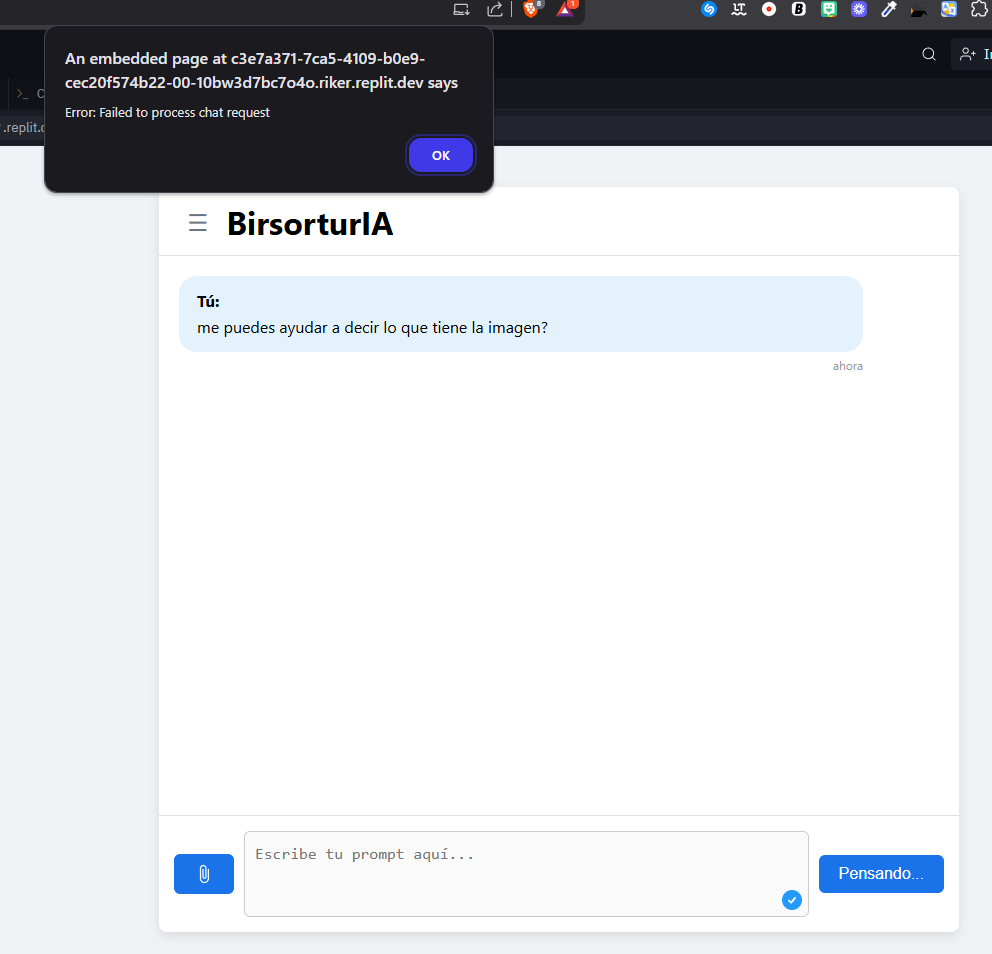 8
1
An embedded page at c3e7a371-7ca5-4109-b0e9-
cec20f574b22-00-10bw3d7bc7o4o.riker.replit.dev says
Error: Failed to process chat request
OK
.replit.
BirsorturIA
Tú:
me puedes ayudar a decir lo que tiene la imagen?
ahora
Escribe tu prompt aquí...
Pensando...